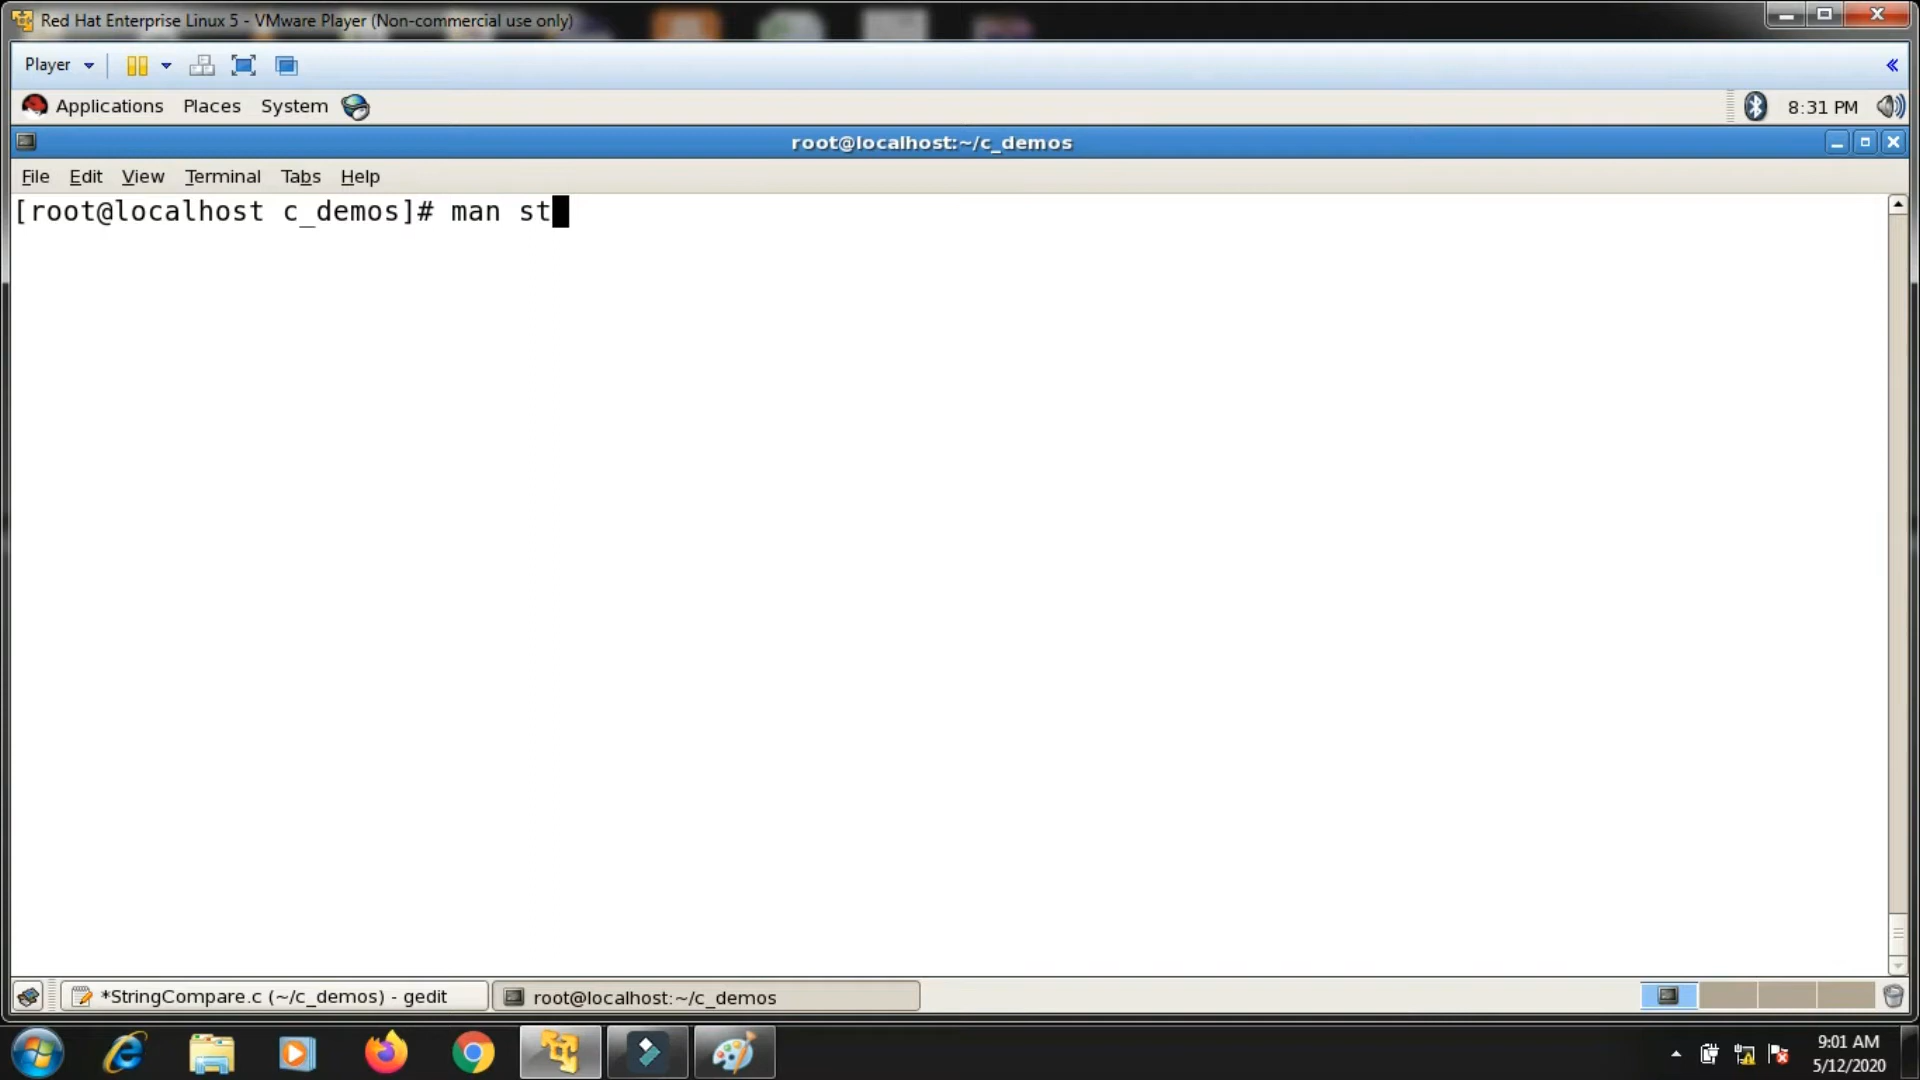 Red Hat Enterprise Linux 5 - VMware Player (Non-commercial use only)
Player
Applications Places System 8:31 PM
root@localhost:~/c_demos
File Edit View Terminal Tabs Help
[root@localhost c_demos]# man st
*StringCompare.c (~/c_demos) - gedit root@localhost:~/c_demos
9:01 AM
5/12/2020